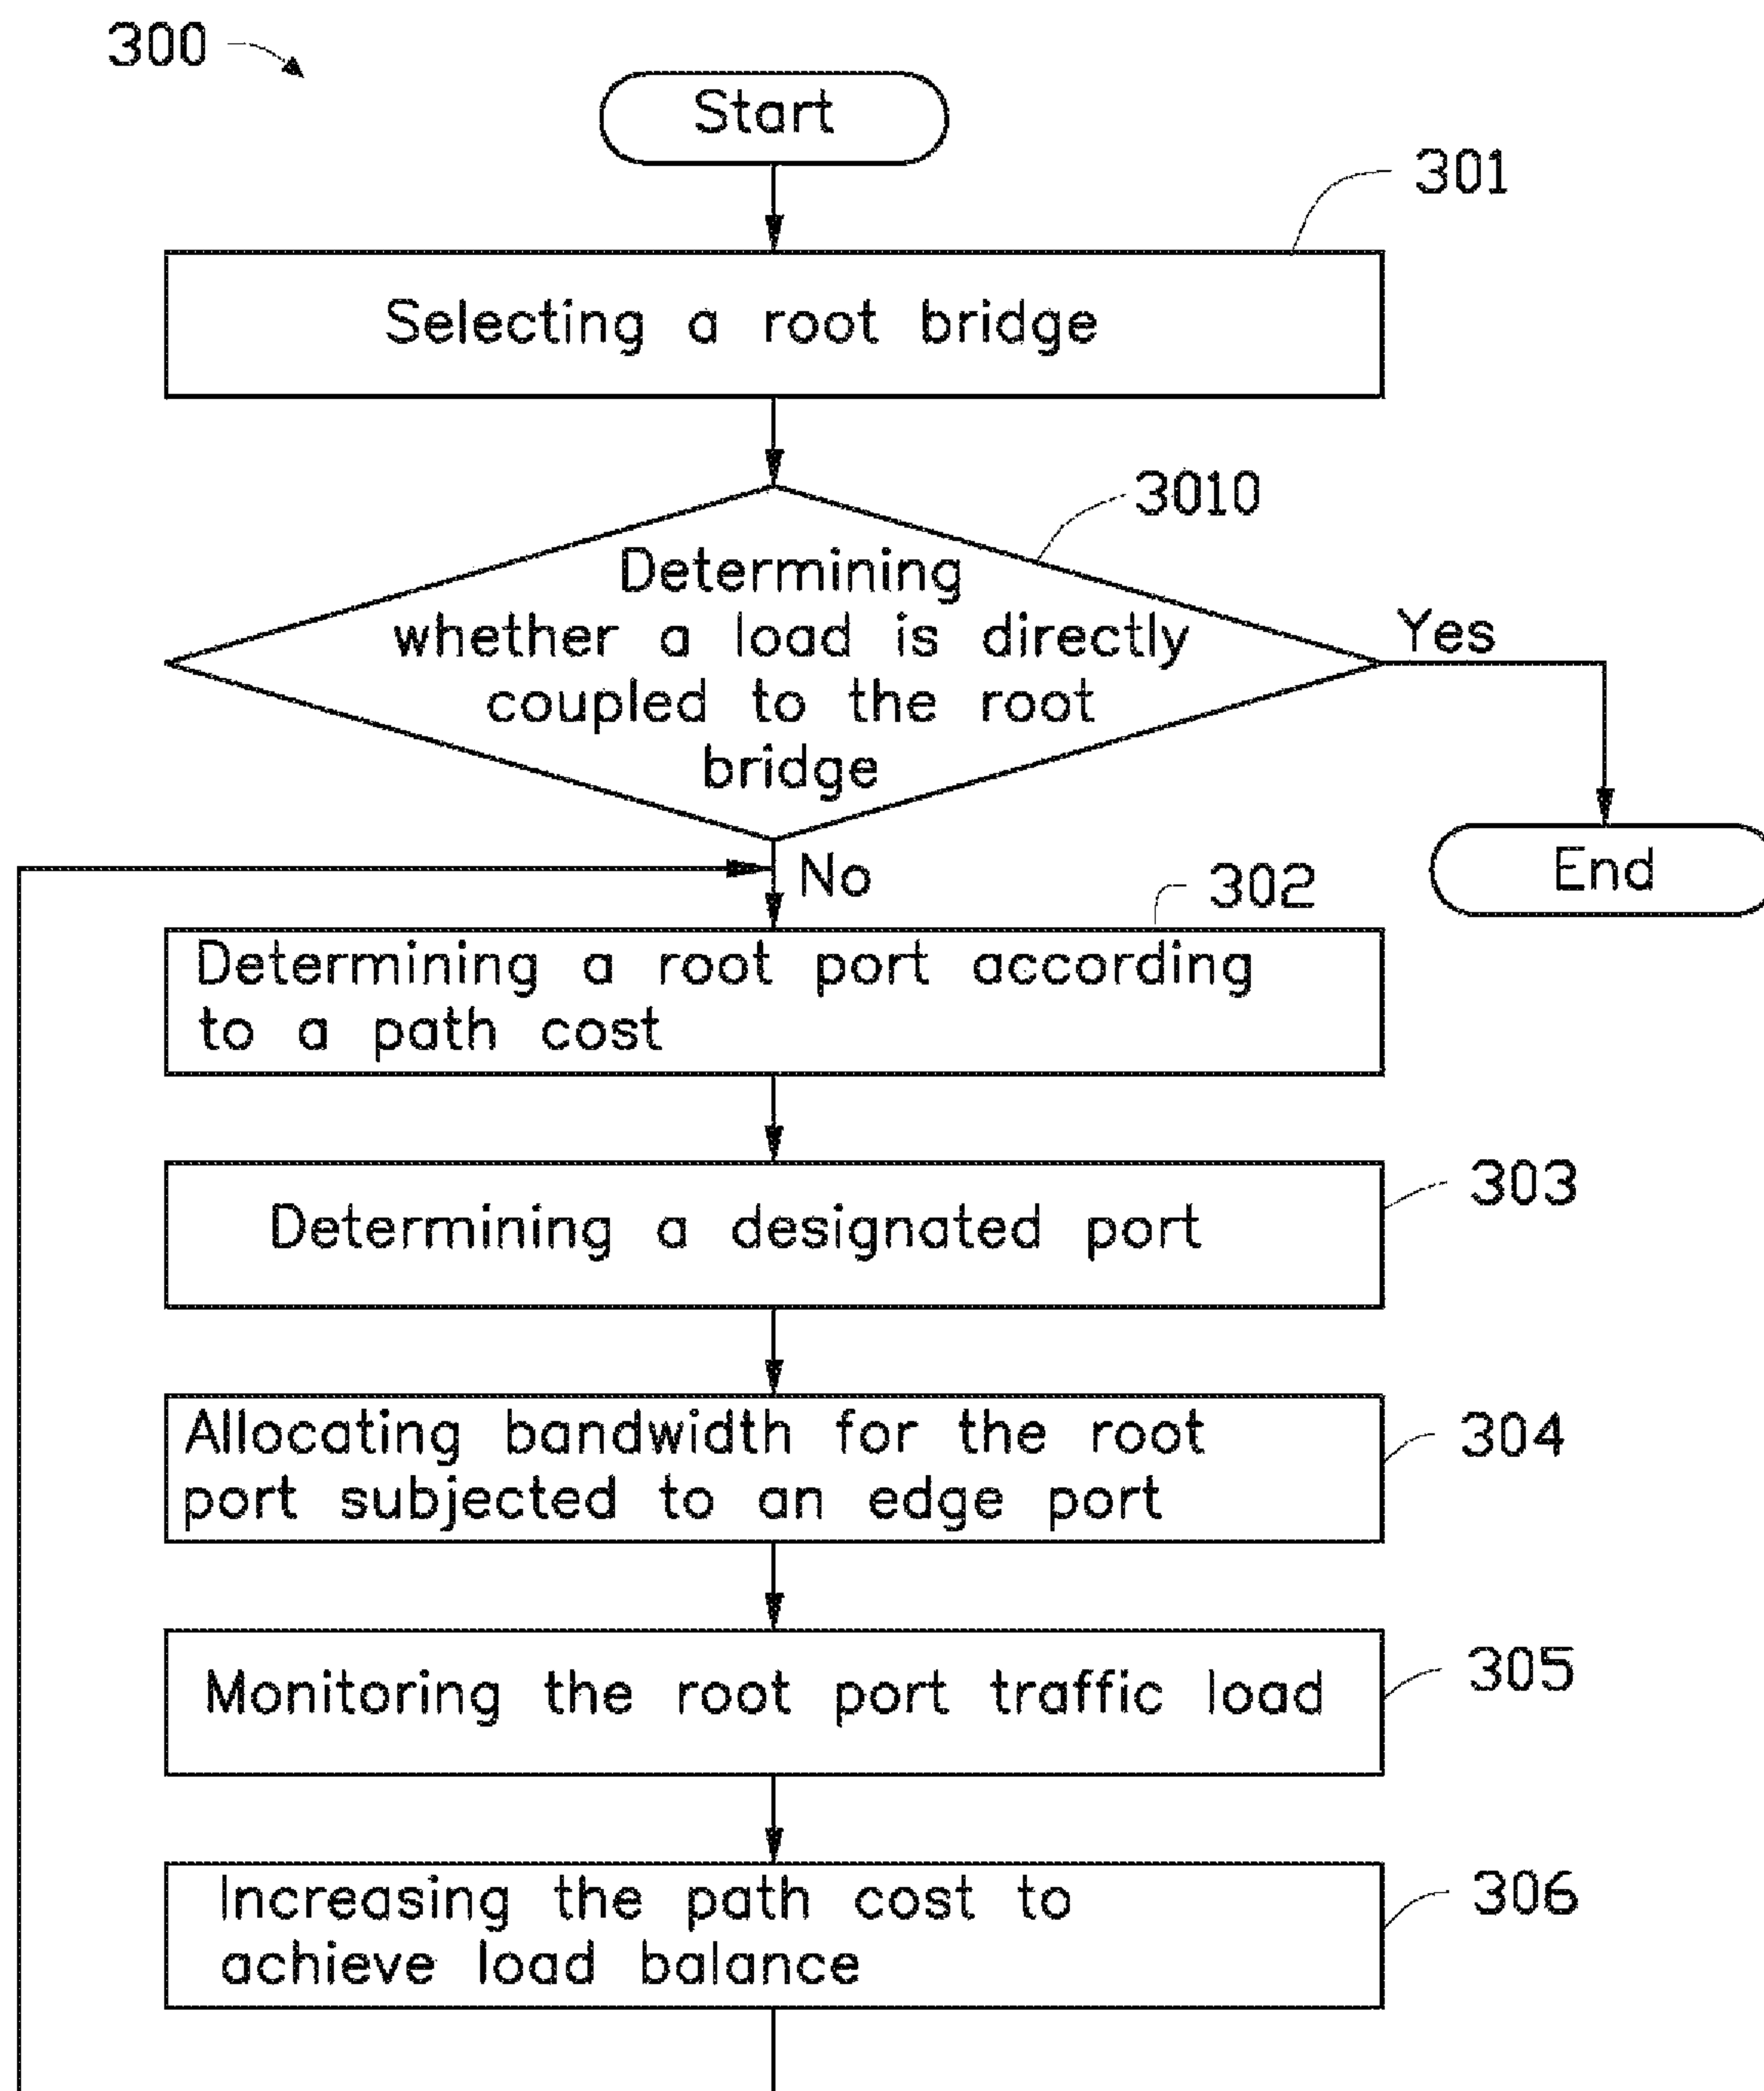 300
Start
301
Selecting a root bridge
3010
Determining
whether a load is directly
coupled to the root
bridge
Yes
End
No
302
Determining a root port according
to a path cost
303
Determining a designated port
304
Allocating bandwidth for the root
port subjected to an edge port
305
Monitoring the root port traffic load
306
Increasing the path cost to
achieve load balance